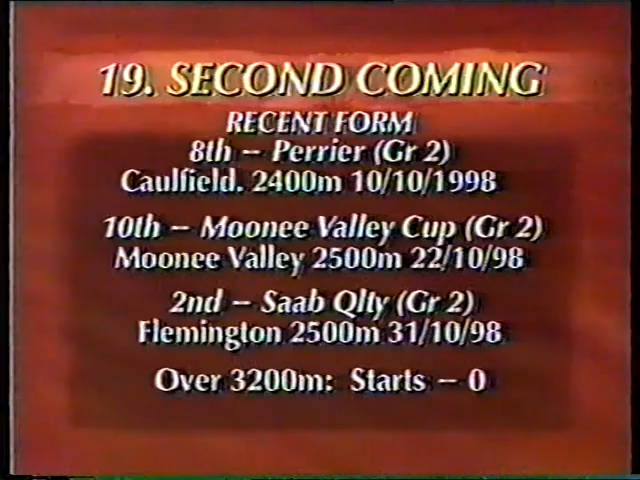 19. SECOND COMING
RECENT FORM
8th – Perrier (Gr 2)
Caulfield. 2400m 10/10/1998
10th – Moonee Valley Cup (Gr 2)
Moonee Valley 2500m 22/10/98
2nd – Saab Qlty (Gr 2)
Flemington 2500m 31/10/98
Over 3200m: Starts – 0